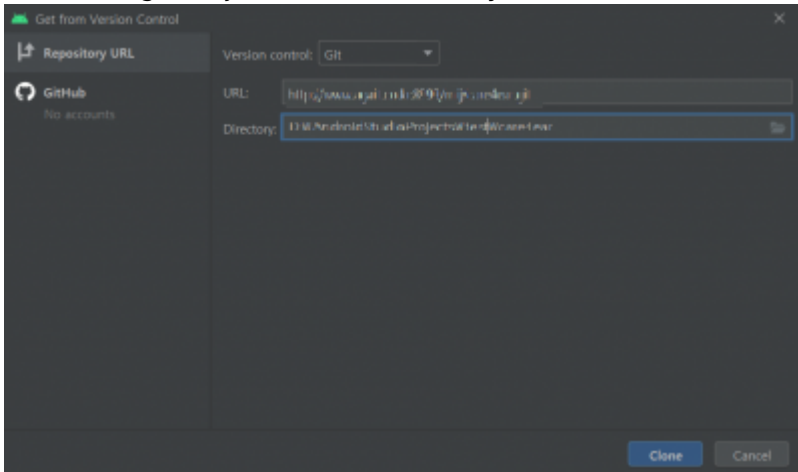 Get from Version Control
Repository URL
GitHub
No accounts
Version control: Git
URL:
Directory:
Clone
Cancel